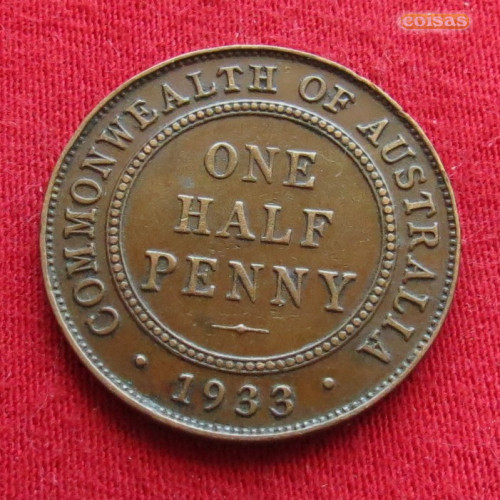 coisas
COMMONWEALTH OF AUSTRALIA
ONE
HALF
PENNY
· 1933 ·